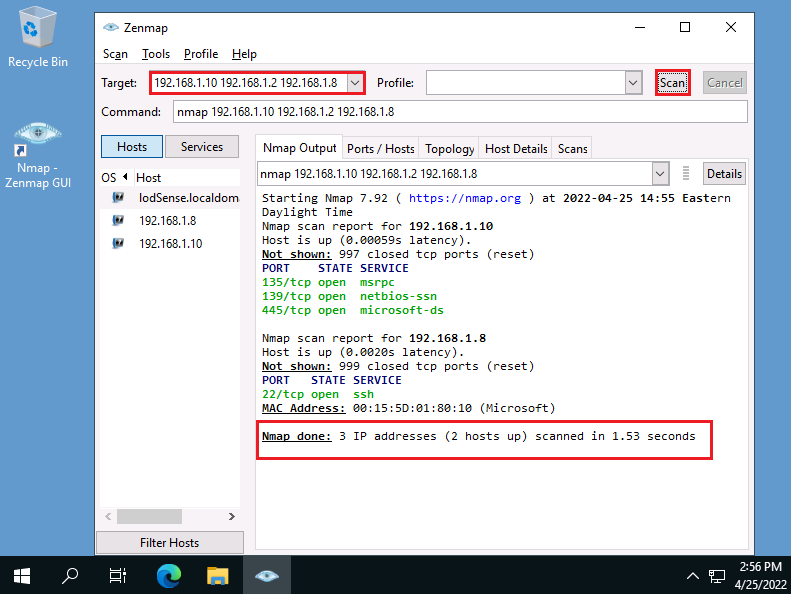 Recycle Bin
Nmap -
Zenmap GUI
Zenmap
Scan Tools Profile Help
Target: 192.168.1.10 192.168.1.2 192.168.1.8 Profile: Scan Cancel
Command: nmap 192.168.1.10 192.168.1.2 192.168.1.8
Hosts Services
OS Host
lodSense.localdoma
192.168.1.8
192.168.1.10
Filter Hosts
Nmap Output Ports / Hosts Topology Host Details Scans
nmap 192.168.1.10 192.168.1.2 192.168.1.8 Details
Starting Nmap 7.92 ( https://nmap.org ) at 2022-04-25 14:55 Eastern
Daylight Time
Nmap scan report for 192.168.1.10
Host is up (0.00059s latency).
Not shown: 997 closed tcp ports (reset)
PORT    STATE SERVICE
135/tcp open  msrpc
139/tcp open  netbios-ssn
445/tcp open  microsoft-ds
Nmap scan report for 192.168.1.8
Host is up (0.0020s latency).
Not shown: 999 closed tcp ports (reset)
PORT   STATE SERVICE
22/tcp open  ssh
MAC Address: 00:15:5D:01:80:10 (Microsoft)
Nmap done: 3 IP addresses (2 hosts up) scanned in 1.53 seconds
2:56 PM
4/25/2022